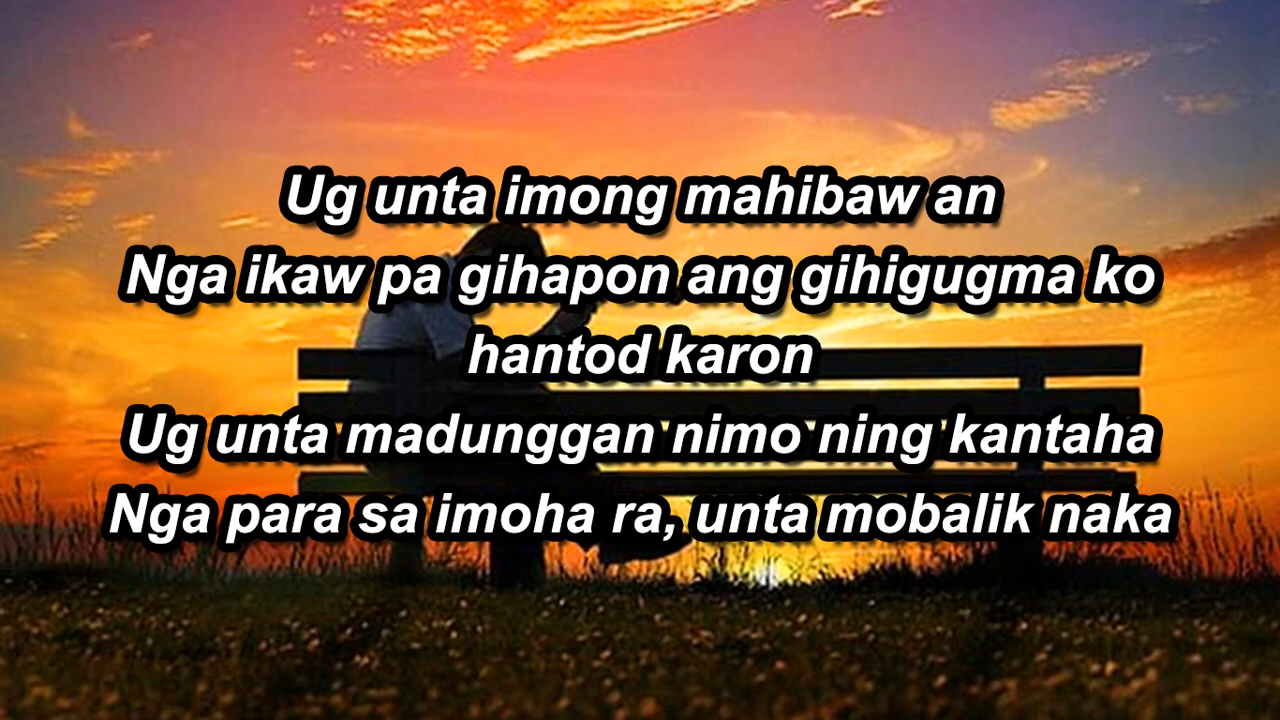 Ug unta imong mahibaw an
Nga ikaw pa gihapon ang gihigugma ko
hantod karon
Ug unta madunggan nimo ning kantaha
Nga para sa imoha ra, unta mobalik naka